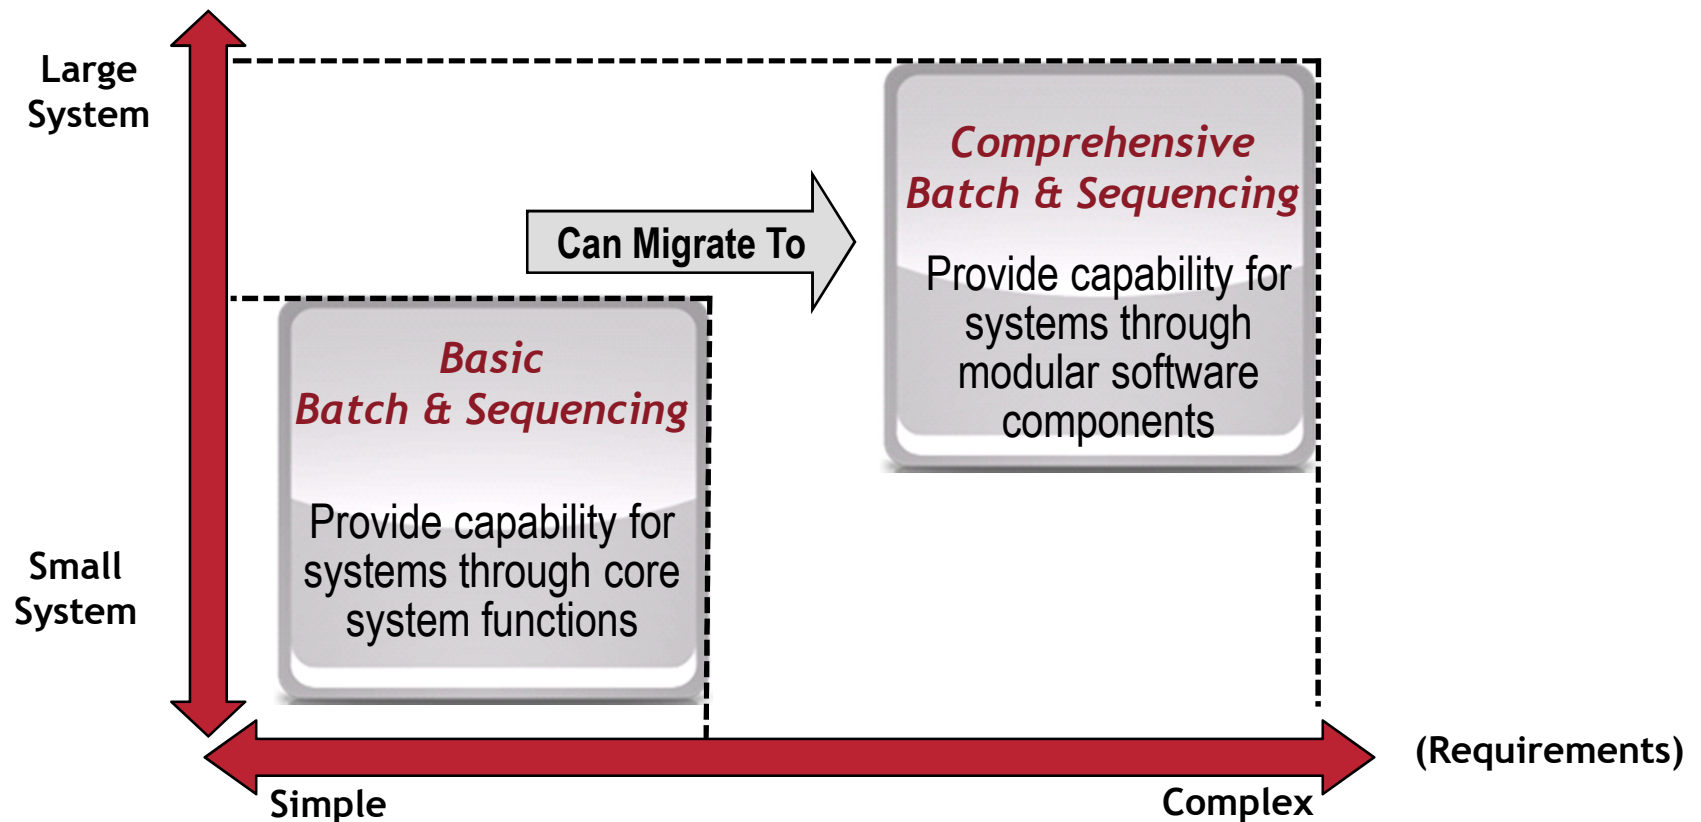 Large
System
Comprehensive
Batch & Sequencing
Provide capability for
systems through
modular software
components
Can Migrate To
Basic
Batch & Sequencing
Provide capability for
systems through core
system functions
Small
System
(Requirements)
Simple
Complex